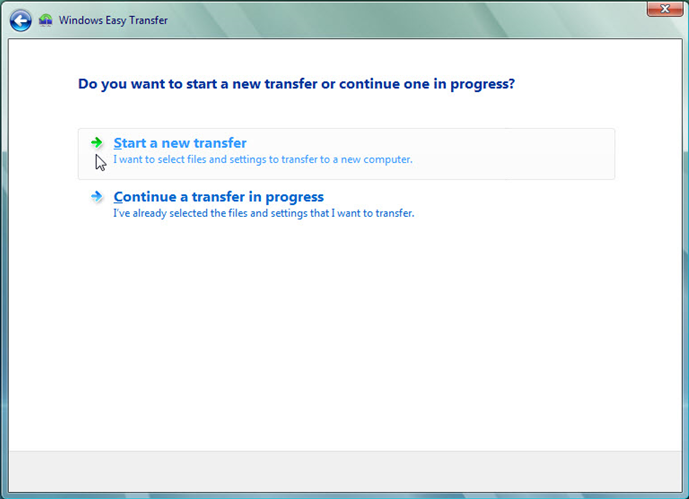 Windows Easy Transfer
Do you want to start a new transfer or continue one in progress?
Start a new transfer
I want to select files and settings to transfer to a new computer.
Continue a transfer in progress
I've already selected the files and settings that I want to transfer.